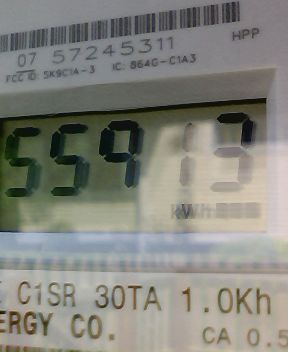 HPP
07 57245311
FCC ID: SK9C1A-3 IC: 864G-C1A3
55913
kWh
C1SR 30TA 1.0Kh
ERGY CO.
CA 0.5